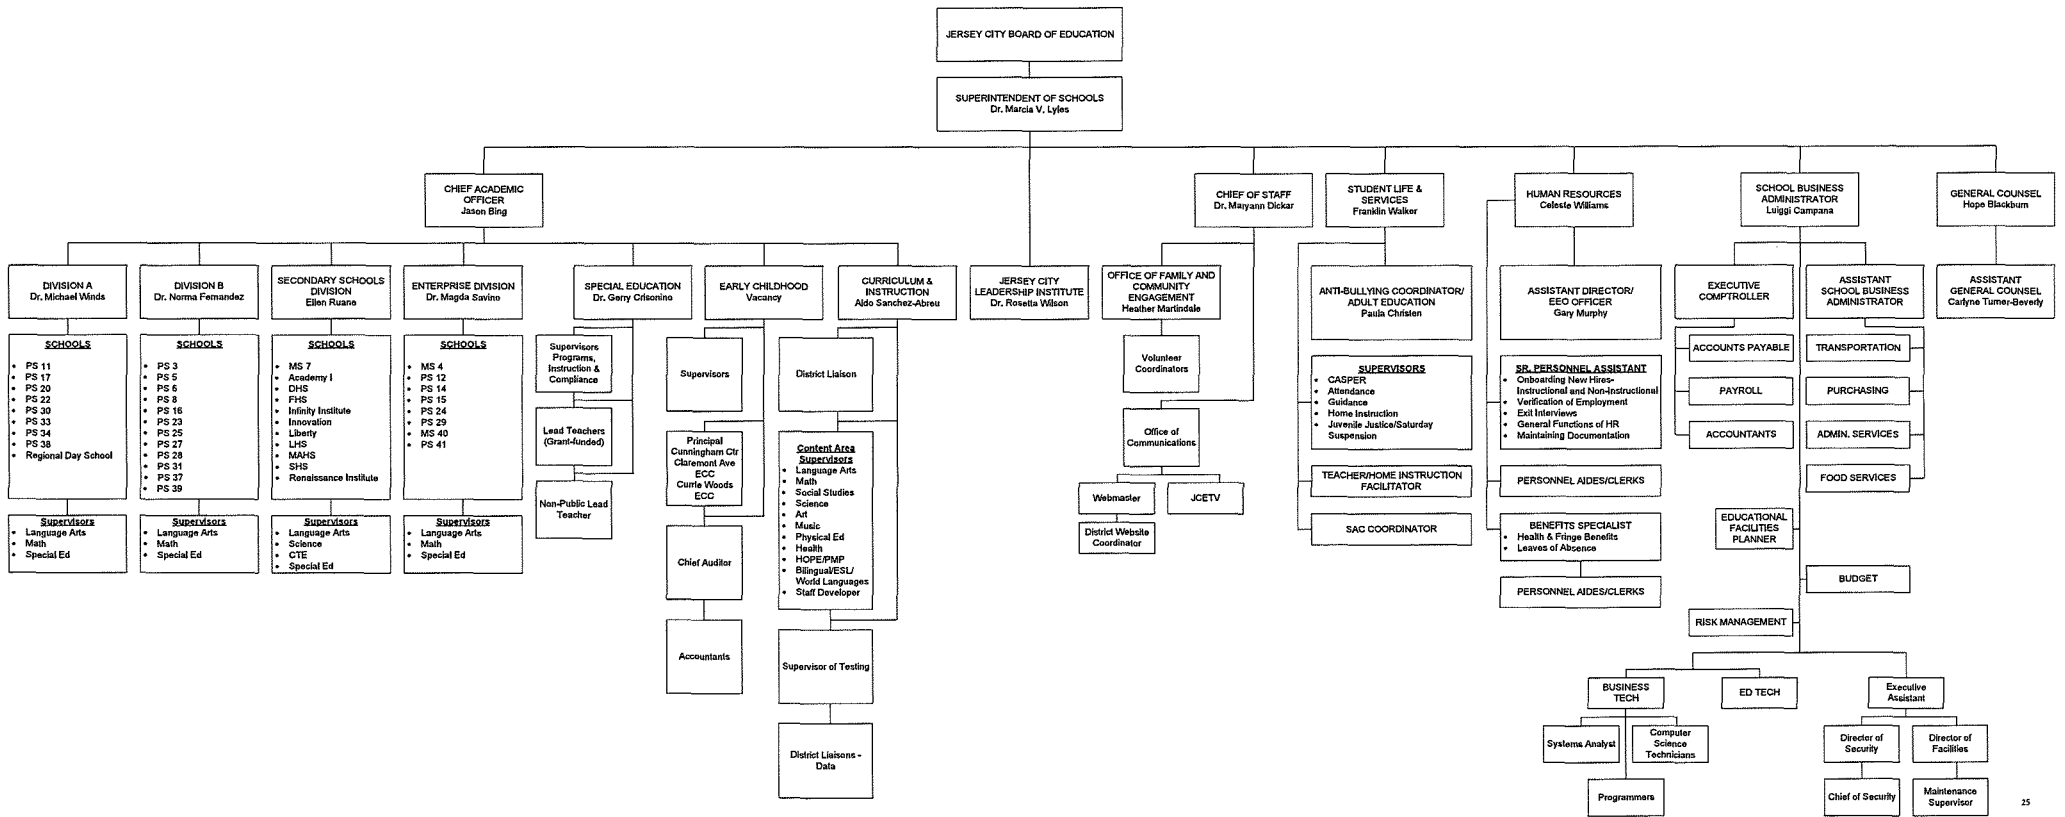 JERSEY CITY BOARD OF EDUCATION
SUPERINTENDENT OF SCHOOLS
Dr. Marcia V. Lyles
CHIEF ACADEMIC
OFFICER
Jason Bing
CHIEF OF STAFF
Dr. Maryann Dickar
STUDENT LIFE &
SERVICES
Franklin Walker
HUMAN RESOURCES
Celeste Williams
SCHOOL BUSINESS
ADMINISTRATOR
Luiggi Campana
GENERAL COUNSEL
Hope Blackburn
DIVISION A
Dr. Michael Winds
DIVISION B
Dr. Norma Fernandez
SECONDARY SCHOOLS
DIVISION
Ellen Ruane
ENTERPRISE DIVISION
Dr. Magda Savino
SPECIAL EDUCATION
Dr. Gerry Crisonino
EARLY CHILDHOOD
Vacancy
CURRICULUM &
INSTRUCTION
Aldo Sanchez-Abreu
JERSEY CITY
LEADERSHIP INSTITUTE
Dr. Rosetta Wilson
OFFICE OF FAMILY AND
COMMUNITY
ENGAGEMENT
Heather Martindale
ANTI-BULLYING COORDINATOR/
ADULT EDUCATION
Paula Christen
ASSISTANT DIRECTOR/
EEO OFFICER
Gary Murphy
EXECUTIVE
COMPTROLLER
ASSISTANT
SCHOOL BUSINESS
ADMINISTRATOR
ASSISTANT
GENERAL COUNSEL
Carlyne Turner-Beverly
SCHOOLS
• PS 11
• PS 17
• PS 20
• PS 22
• PS 30
• PS 33
• PS 34
• PS 38
• Regional Day School
Supervisors
• Language Arts
• Math
• Special Ed
SCHOOLS
• PS 3
• PS 5
• PS 6
• PS 8
• PS 16
• PS 23
• PS 25
• PS 27
• PS 28
• PS 31
• PS 37
• PS 39
Supervisors
• Language Arts
• Math
• Special Ed
SCHOOLS
• MS 7
• Academy I
• DHS
• FHS
• Infinity Institute
• Innovation
• Liberty
• LHS
• MAHS
• SHS
• Renaissance Institute
Supervisors
• Language Arts
• Science
• CTE
• Special Ed
SCHOOLS
• MS 4
• PS 12
• PS 14
• PS 15
• PS 24
• PS 29
• MS 40
• PS 41
Supervisors
• Language Arts
• Math
• Special Ed
Supervisors
Programs,
Instruction &
Compliance
Lead Teachers
(Grant-funded)
Non-Public Lead
Teacher
Supervisors
Principal
Cunningham Ctr
Claremont Ave
ECC
Currie Woods
ECC
Chief Auditor
Accountants
District Liaison
Content Area
Supervisors
• Language Arts
• Math
• Social Studies
• Science
• Art
• Music
• Physical Ed
• Health
• HOPE/PMP
• Bilingual/ESL/
World Languages
• Staff Developer
Supervisor of Testing
District Liaisons -
Data
Volunteer
Coordinators
Office of
Communications
Webmaster
JCETV
District Website
Coordinator
SUPERVISORS
• CASPER
• Attendance
• Guidance
• Home Instruction
• Juvenile Justice/Saturday
Suspension
TEACHER/HOME INSTRUCTION
FACILITATOR
SAC COORDINATOR
SR. PERSONNEL ASSISTANT
• Onboarding New Hires-
Instructional and Non-Instructional
• Verification of Employment
• Exit Interviews
• General Functions of HR
• Maintaining Documentation
PERSONNEL AIDES/CLERKS
BENEFITS SPECIALIST
• Health & Fringe Benefits
• Leaves of Absence
PERSONNEL AIDES/CLERKS
ACCOUNTS PAYABLE
PAYROLL
ACCOUNTANTS
TRANSPORTATION
PURCHASING
ADMIN. SERVICES
FOOD SERVICES
EDUCATIONAL
FACILITIES
PLANNER
BUDGET
RISK MANAGEMENT
BUSINESS
TECH
ED TECH
Executive
Assistant
Systems Analyst
Computer
Science
Technicians
Programmers
Director of
Security
Director of
Facilities
Chief of Security
Maintenance
Supervisor
25